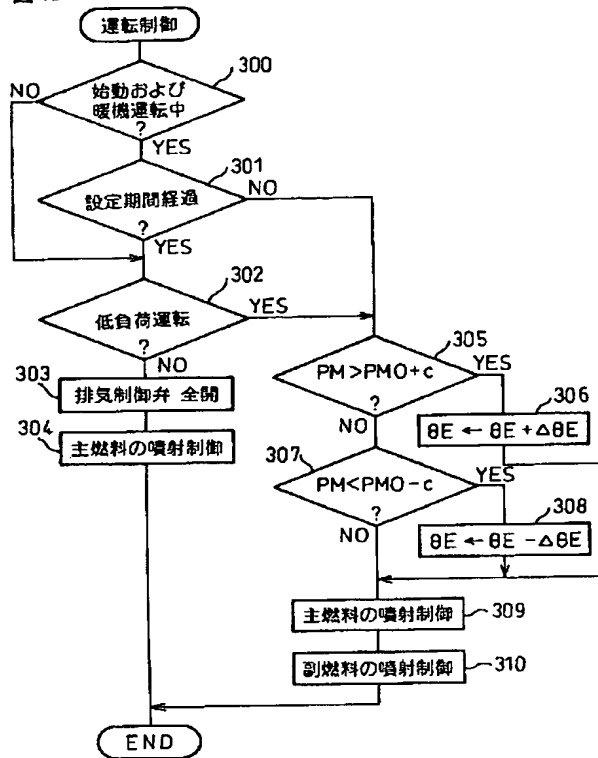 運転制御
300
始動および
暖機運転中
?
NO
YES
301
設定期間経過
?
NO
YES
302
低負荷運転
?
YES
NO
303
排気制御弁 全開
304
主燃料の噴射制御
305
PM>PMO+c
?
YES
NO
306
θE ← θE + ΔθE
307
PM<PMO-c
?
YES
NO
308
θE ← θE - ΔθE
主燃料の噴射制御
309
副燃料の噴射制御
310
END